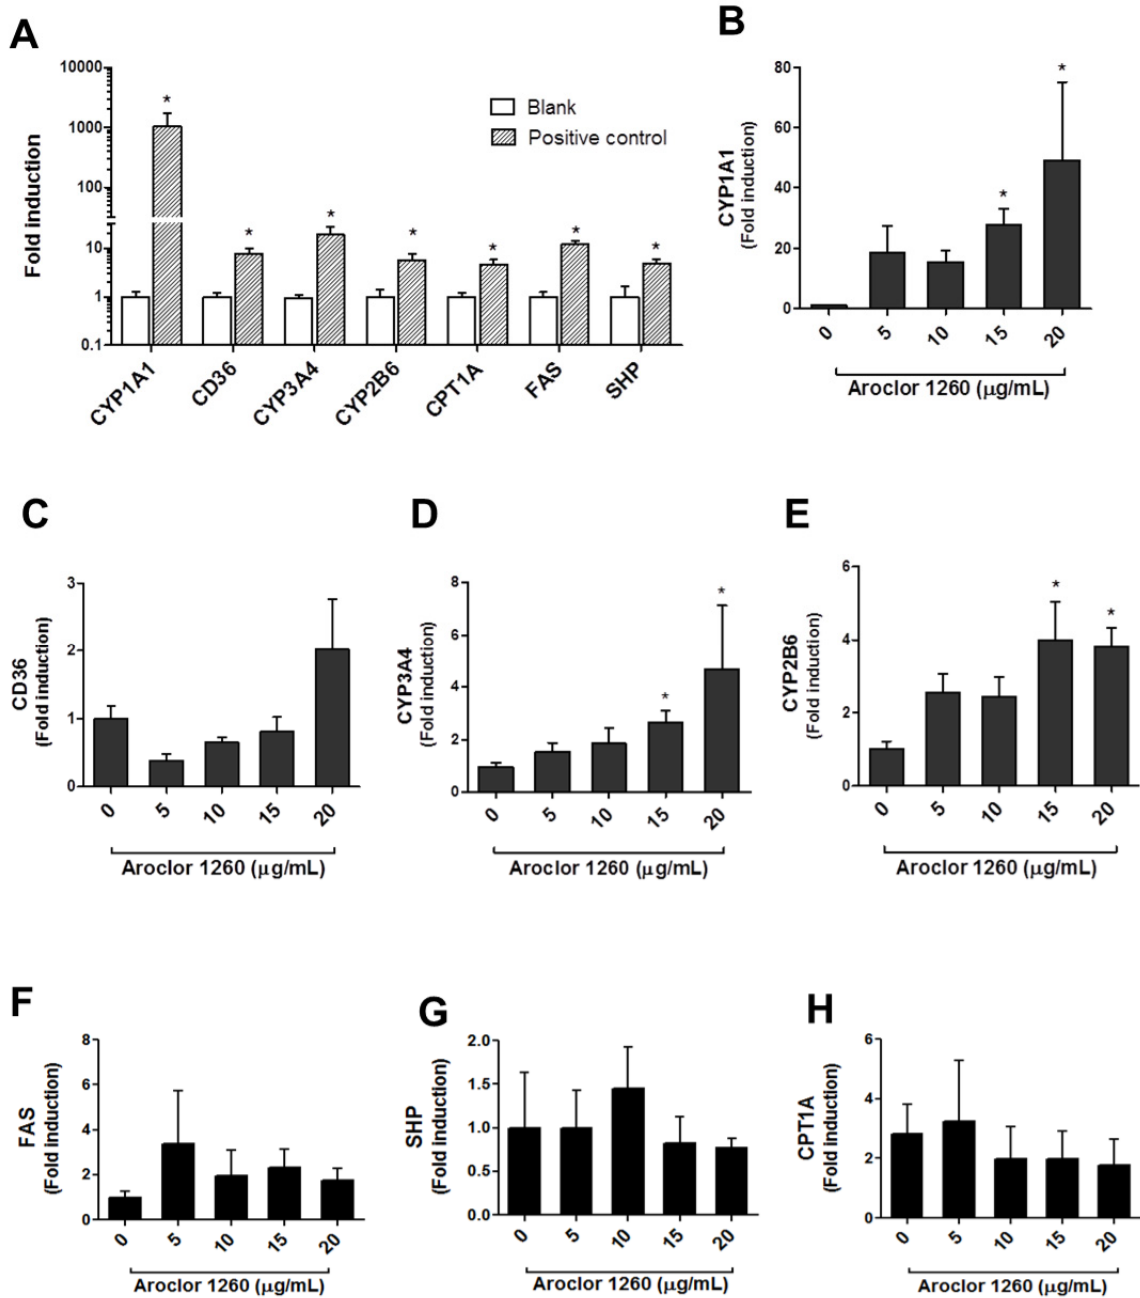 A
10000
1000
100
10
1
0.1
Fold induction
*
*
*
*
*
*
*
Blank
Positive control
CYP1A1
CD36
CYP3A4
CYP2B6
CPT1A
FAS
SHP
B
80
60
40
20
0
CYP1A1
(Fold induction)
*
*
0
5
10
15
20
Aroclor 1260 (μg/mL)
C
3
2
1
0
CD36
(Fold induction)
0
5
10
15
20
Aroclor 1260 (μg/mL)
D
8
6
4
2
0
CYP3A4
(Fold induction)
*
*
0
5
10
15
20
Aroclor 1260 (μg/mL)
E
6
4
2
0
CYP2B6
(Fold induction)
*
*
0
5
10
15
20
Aroclor 1260 (μg/mL)
F
8
6
4
2
0
FAS
(Fold induction)
0
5
10
15
20
Aroclor 1260 (μg/mL)
G
2.0
1.5
1.0
0.5
0.0
SHP
(Fold induction)
0
5
10
15
20
Aroclor 1260 (μg/mL)
H
6
4
2
0
CPT1A
(Fold induction)
0
5
10
15
20
Aroclor 1260 (μg/mL)